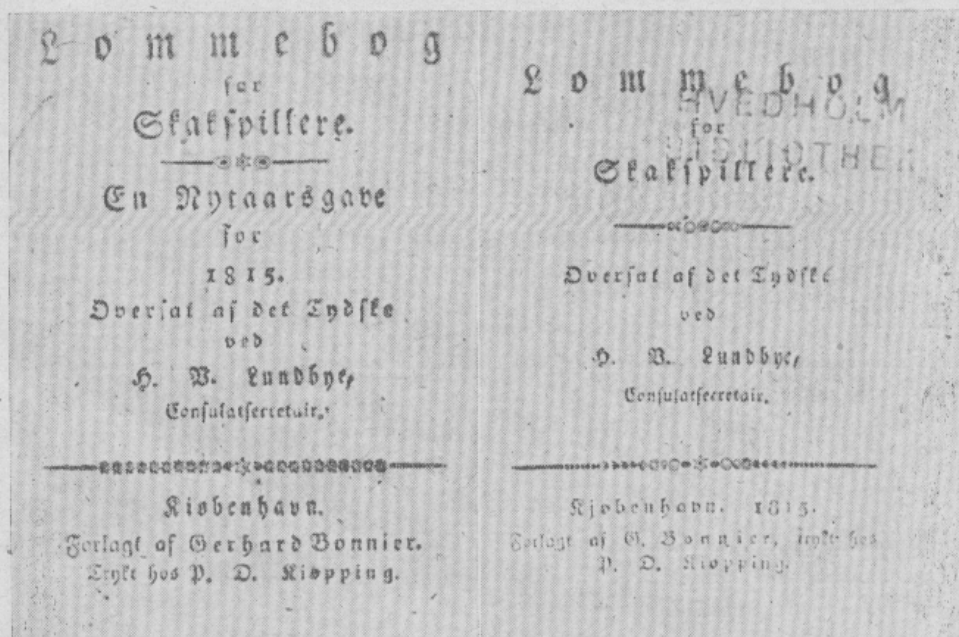 Lommebog
for
Skakspillere.
En Nytaarsgave
for
1815.
Oversat af det Tydske
ved
H. V. Lundbye,
Consulatsecretair.
Kiøbenhavn.
Forlagt af Gerhard Bonnier.
Trykt hos P. D. Kiøpping.
Lommebog
HVEDHOLM
for
BIBLIOTHEK
Skakspillere.
Oversat af det Tydske
ved
H. V. Lundbye,
Consulatsecretair.
Kjøbenhavn. 1815.
Forlagt af G. Bonnier, trykt hos
P. D. Kiøpping.